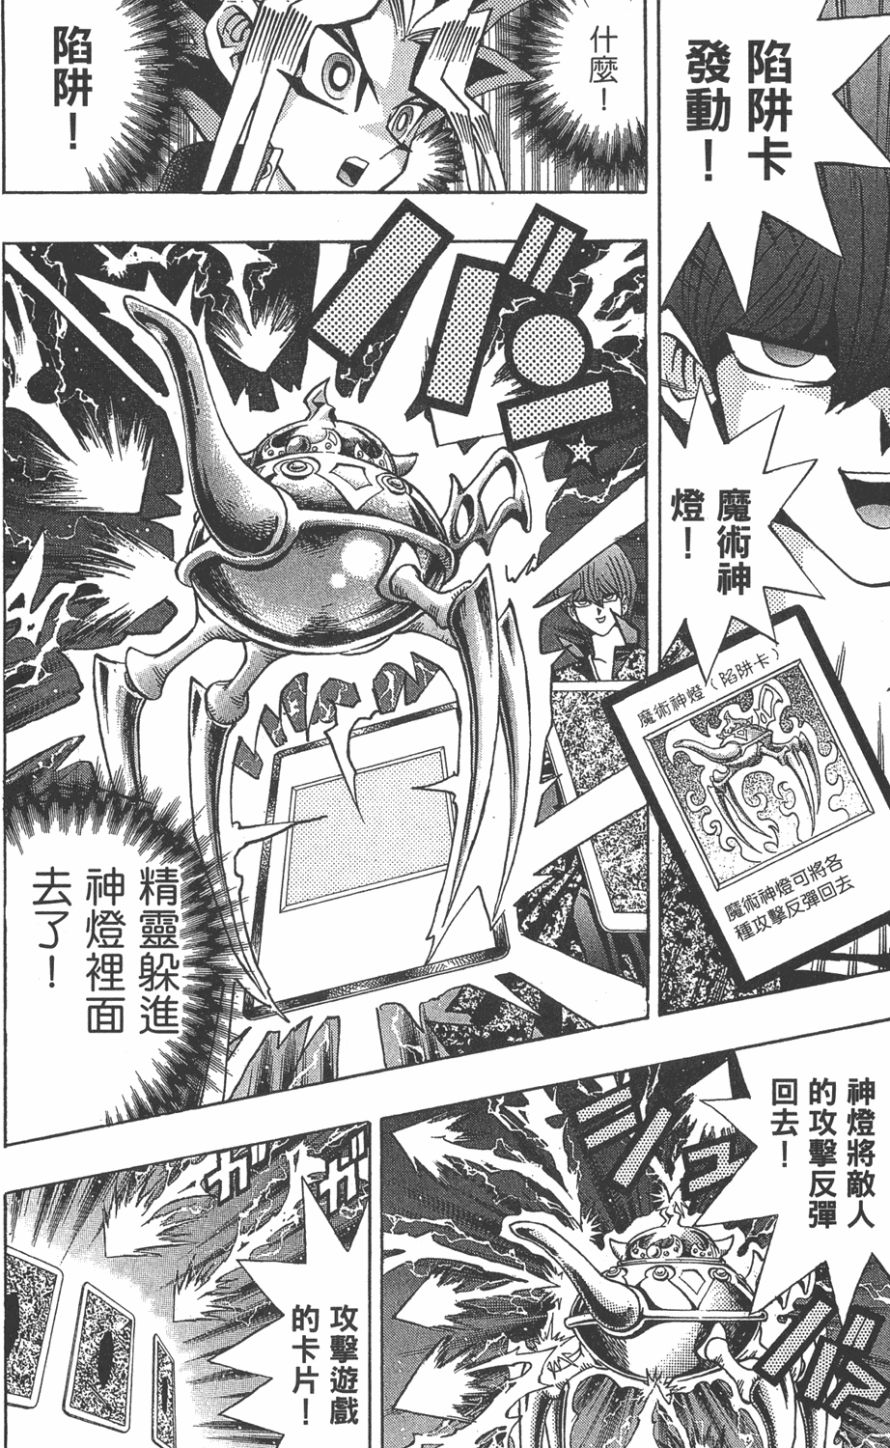 陷阱卡
發動！
什麼！
陷阱！
魔術神
燈！
魔術神燈（陷阱卡）
魔術神燈可將各
種攻擊反彈回去
精靈躲進
神燈裡面
去了！
神燈將敵人
的攻擊反彈
回去！
攻擊遊戲
的卡片！
ガガ